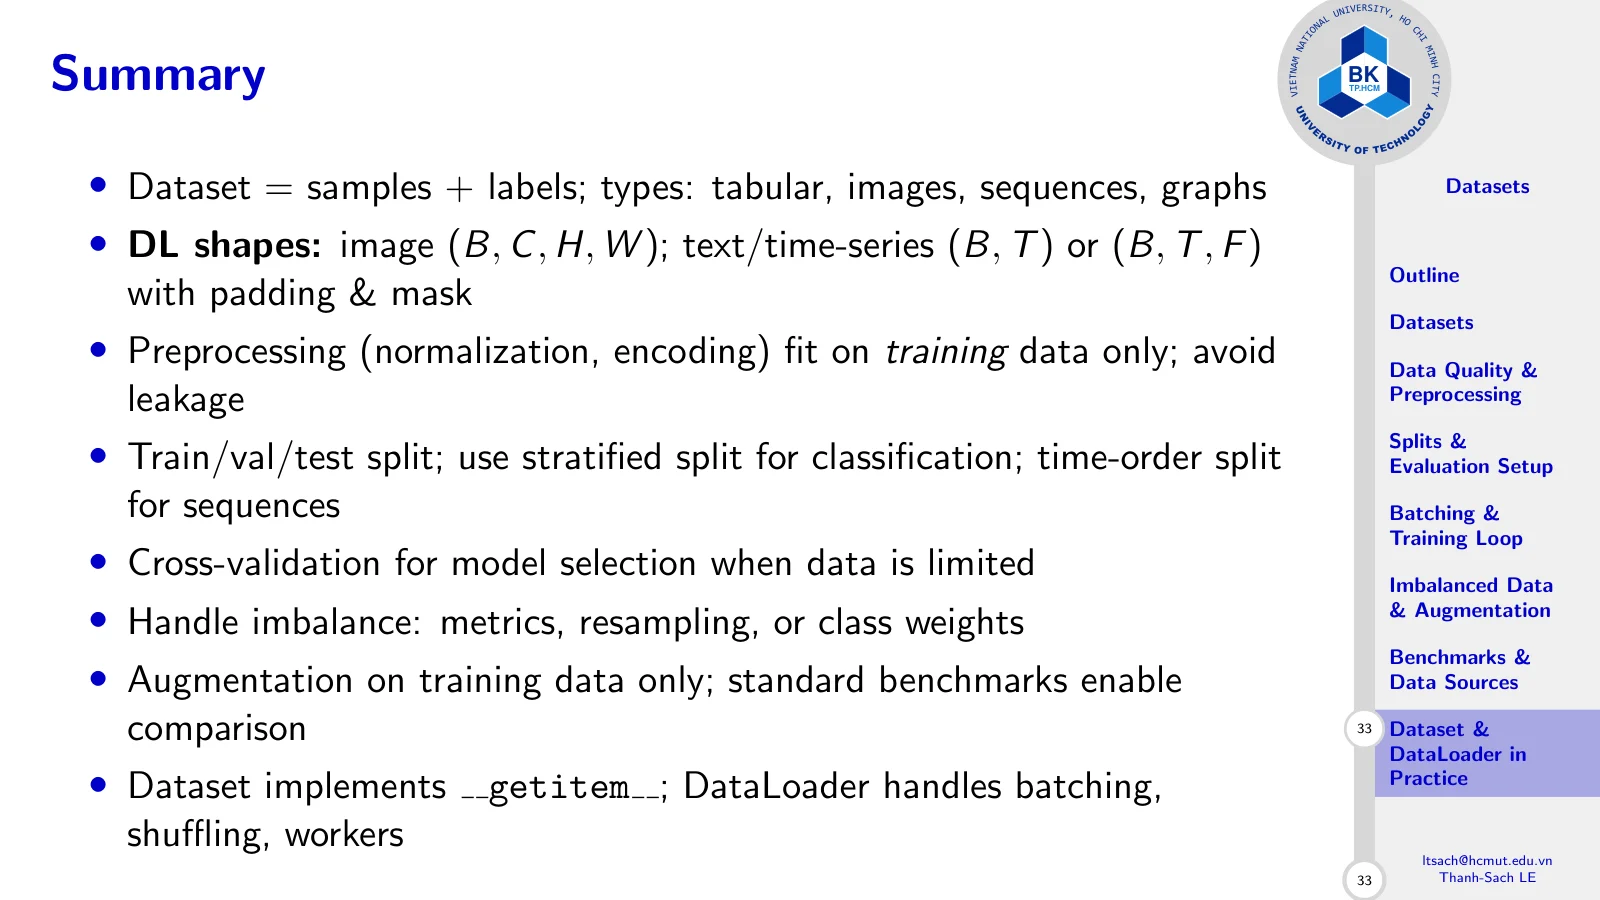 Summary
• Dataset = samples + labels; types: tabular, images, sequences, graphs
• DL shapes: image (B, C, H, W); text/time-series (B, T) or (B, T, F)
with padding & mask
• Preprocessing (normalization, encoding) fit on training data only; avoid
leakage
• Train/val/test split; use stratified split for classification; time-order split
for sequences
• Cross-validation for model selection when data is limited
• Handle imbalance: metrics, resampling, or class weights
• Augmentation on training data only; standard benchmarks enable
comparison
• Dataset implements __getitem__; DataLoader handles batching,
shuffling, workers
VIETNAM NATIONAL UNIVERSITY, HO CHI MINH CITY
BK
TP.HCM
UNIVERSITY OF TECHNOLOGY
Datasets
Outline
Datasets
Data Quality &
Preprocessing
Splits &
Evaluation Setup
Batching &
Training Loop
Imbalanced Data
& Augmentation
Benchmarks &
Data Sources
33
Dataset &
DataLoader in
Practice
ltsach@hcmut.edu.vn
Thanh-Sach LE
33